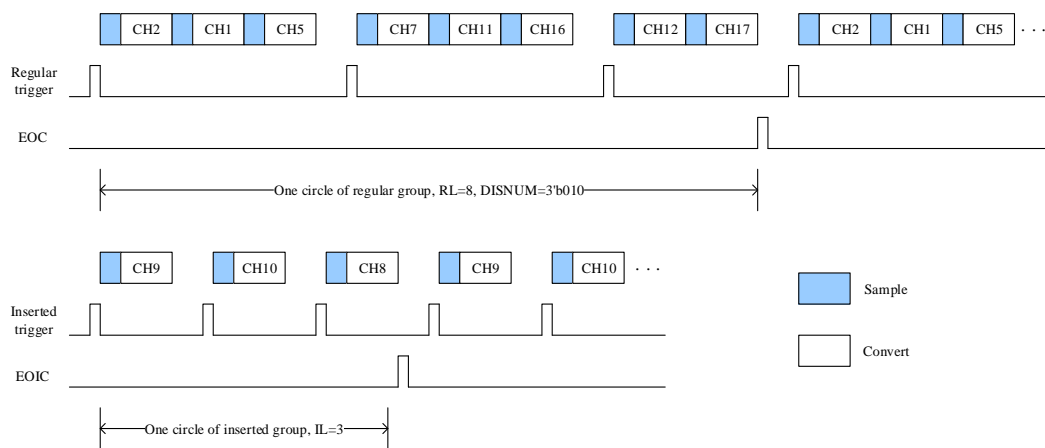 CH2 CH1 CH5 CH7 CH11 CH16 CH12 CH17 CH2 CH1 CH5 . . .
Regular
trigger
EOC
One circle of regular group, RL=8, DISNUM=3'b010
CH9 CH10 CH8 CH9 CH10 . . .
Inserted
trigger
EOIC
One circle of inserted group, IL=3
Sample
Convert